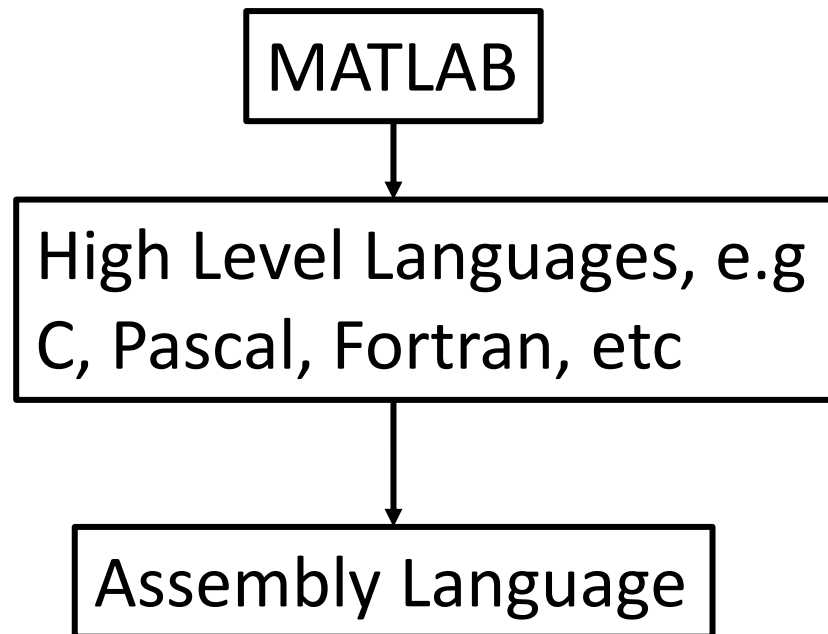 MATLAB
High Level Languages, e.g
C, Pascal, Fortran, etc
Assembly Language